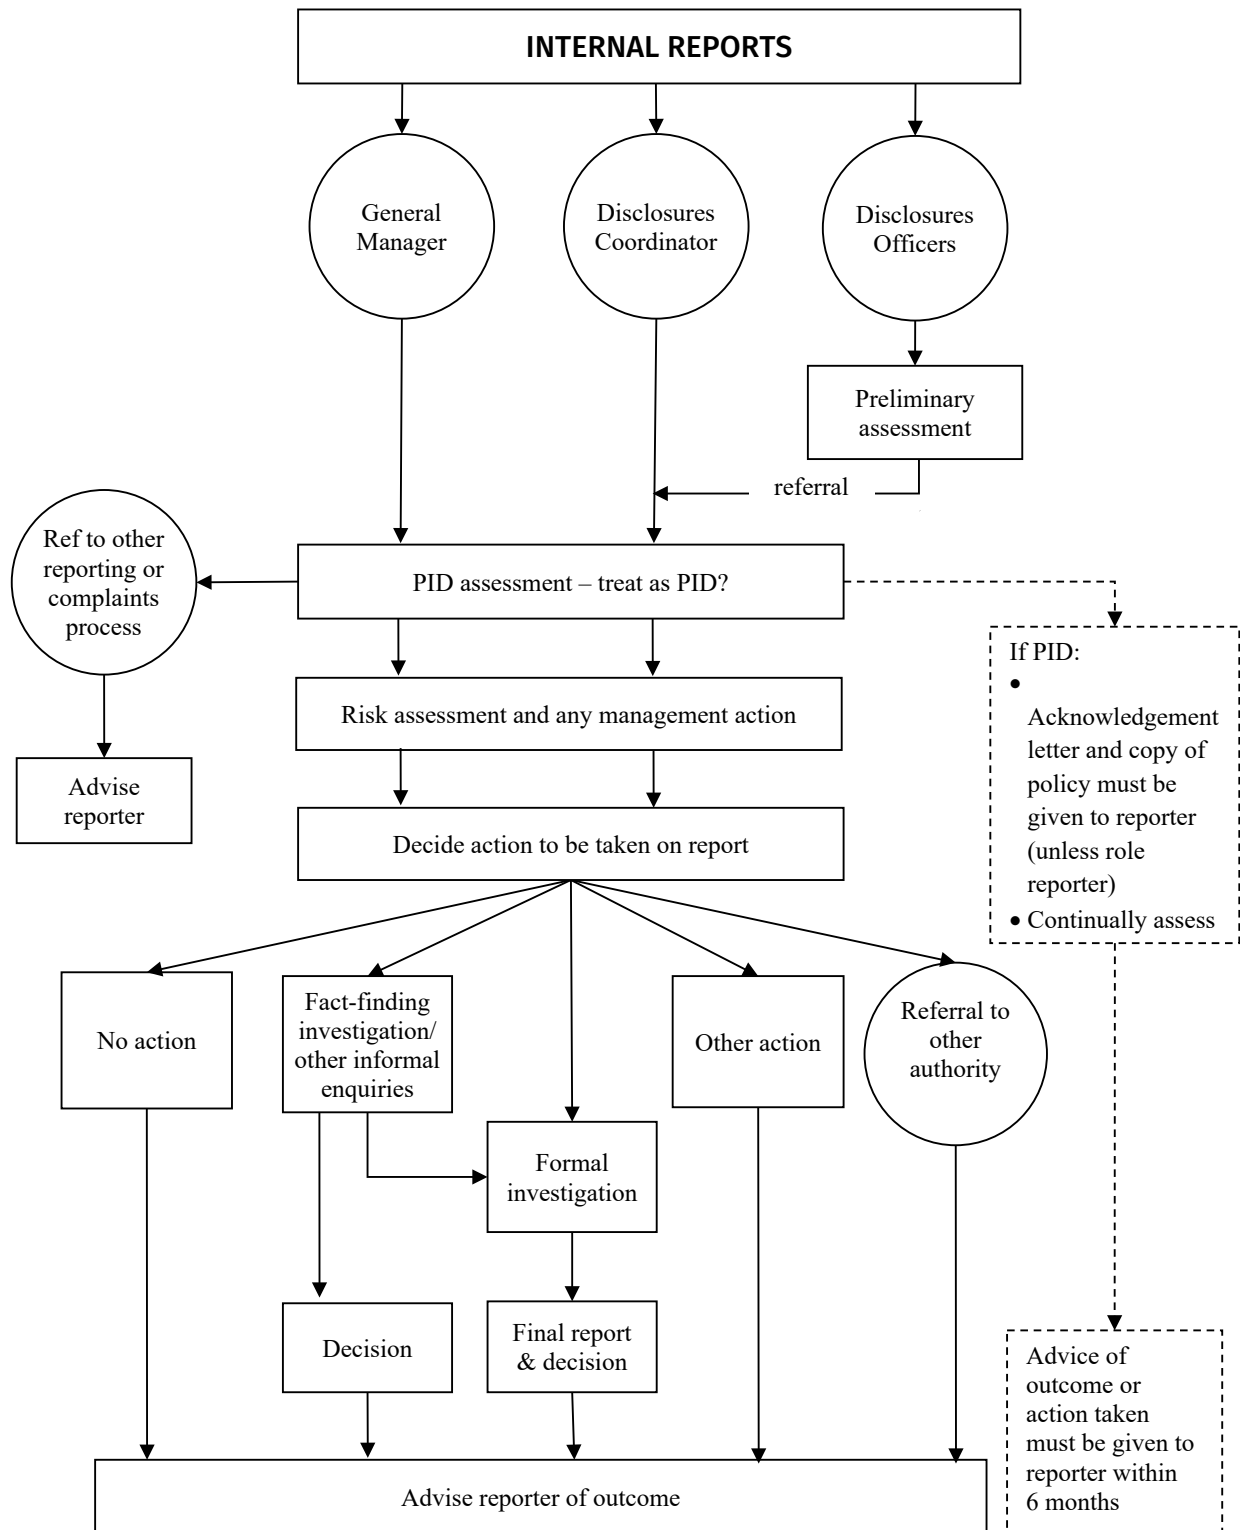 INTERNAL REPORTS
General
Manager
Disclosures
Coordinator
Disclosures
Officers
Preliminary
assessment
referral
Ref to other
reporting or
complaints
process
PID assessment – treat as PID?
Advise
reporter
Risk assessment and any management action
If PID:
•
Acknowledgement
letter and copy of
policy must be
given to reporter
(unless role
reporter)
• Continually assess
Decide action to be taken on report
No action
Fact-finding
investigation/
other informal
enquiries
Other action
Referral to
other
authority
Formal
investigation
Decision
Final report
& decision
Advice of
outcome or
action taken
must be given to
reporter within
6 months
Advise reporter of outcome